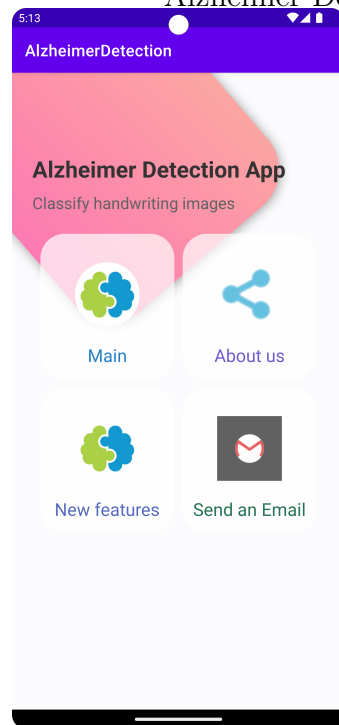 5:13
AlzheimerDetection
Alzheimer Detection App
Classify handwriting images
Main
About us
New features
Send an Email